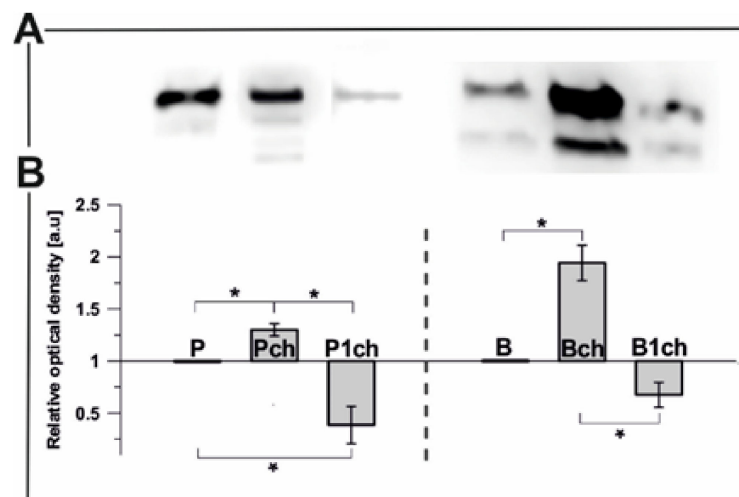 A
B
Relative optical density [a.u]
2.5
2
1.5
1
0.5
* * *
P Pch P1ch B Bch B1ch
* *